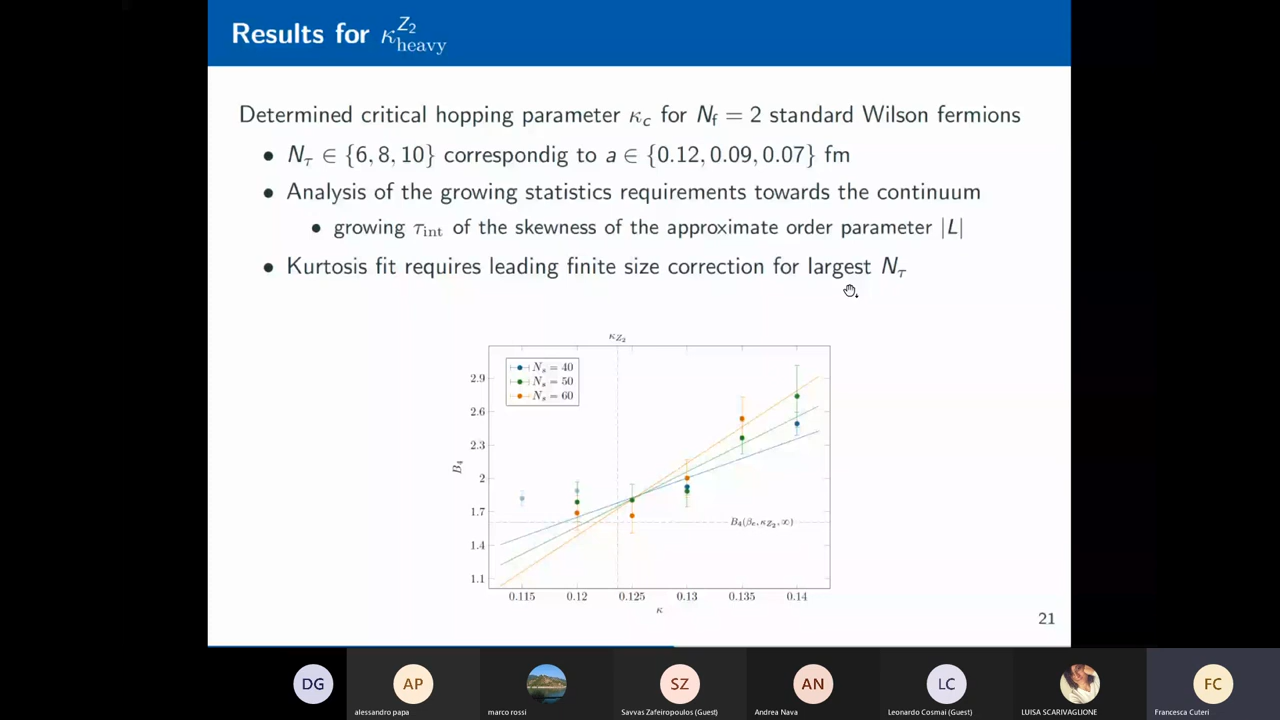 Results for κ_heavy^{Z_2}
Determined critical hopping parameter κ_c for N_f = 2 standard Wilson fermions
• N_τ ∈ {6, 8, 10} correspondig to a ∈ {0.12, 0.09, 0.07} fm
• Analysis of the growing statistics requirements towards the continuum
• growing τ_int of the skewness of the approximate order parameter |L|
• Kurtosis fit requires leading finite size correction for largest N_τ
κ_{Z_2}
N_s = 40
N_s = 50
N_s = 60
2.9
2.6
2.3
2
1.7
1.4
1.1
B_4
B_4(β_c, κ_{Z_2}, ∞)
0.115 0.12 0.125 0.13 0.135 0.14
κ
21
DG AP SZ AN LC FC
alessandro papa marco rossi Savvas Zafeiropoulos (Guest) Andrea Nava Leonardo Cosmai (Guest) LUISA SCARIVAGLIONE Francesca Cuteri